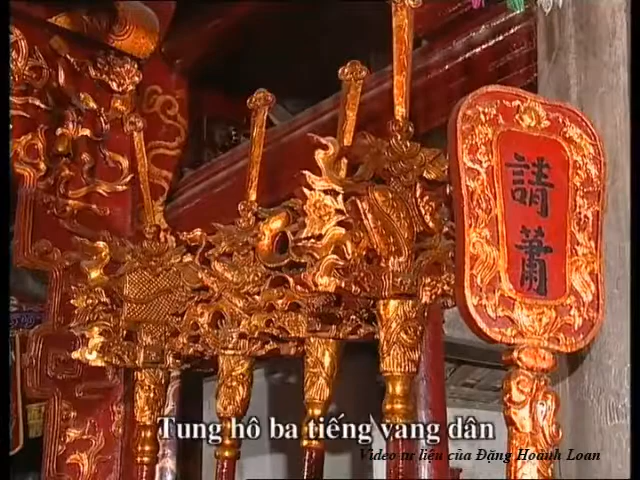 請
肅
Tung hô ba tiếng vang dân
Video tư liệu của Đặng Hoành Loan